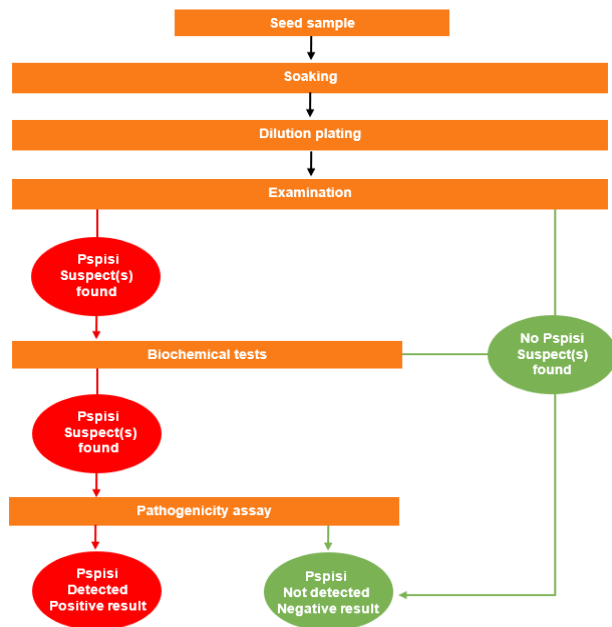 Seed sample
Soaking
Dilution plating
Examination
Pspisi
Suspect(s)
found
No Pspisi
Suspect(s)
found
Biochemical tests
Pspisi
Suspect(s)
found
Pathogenicity assay
Pspisi
Detected
Positive result
Pspisi
Not detected
Negative result